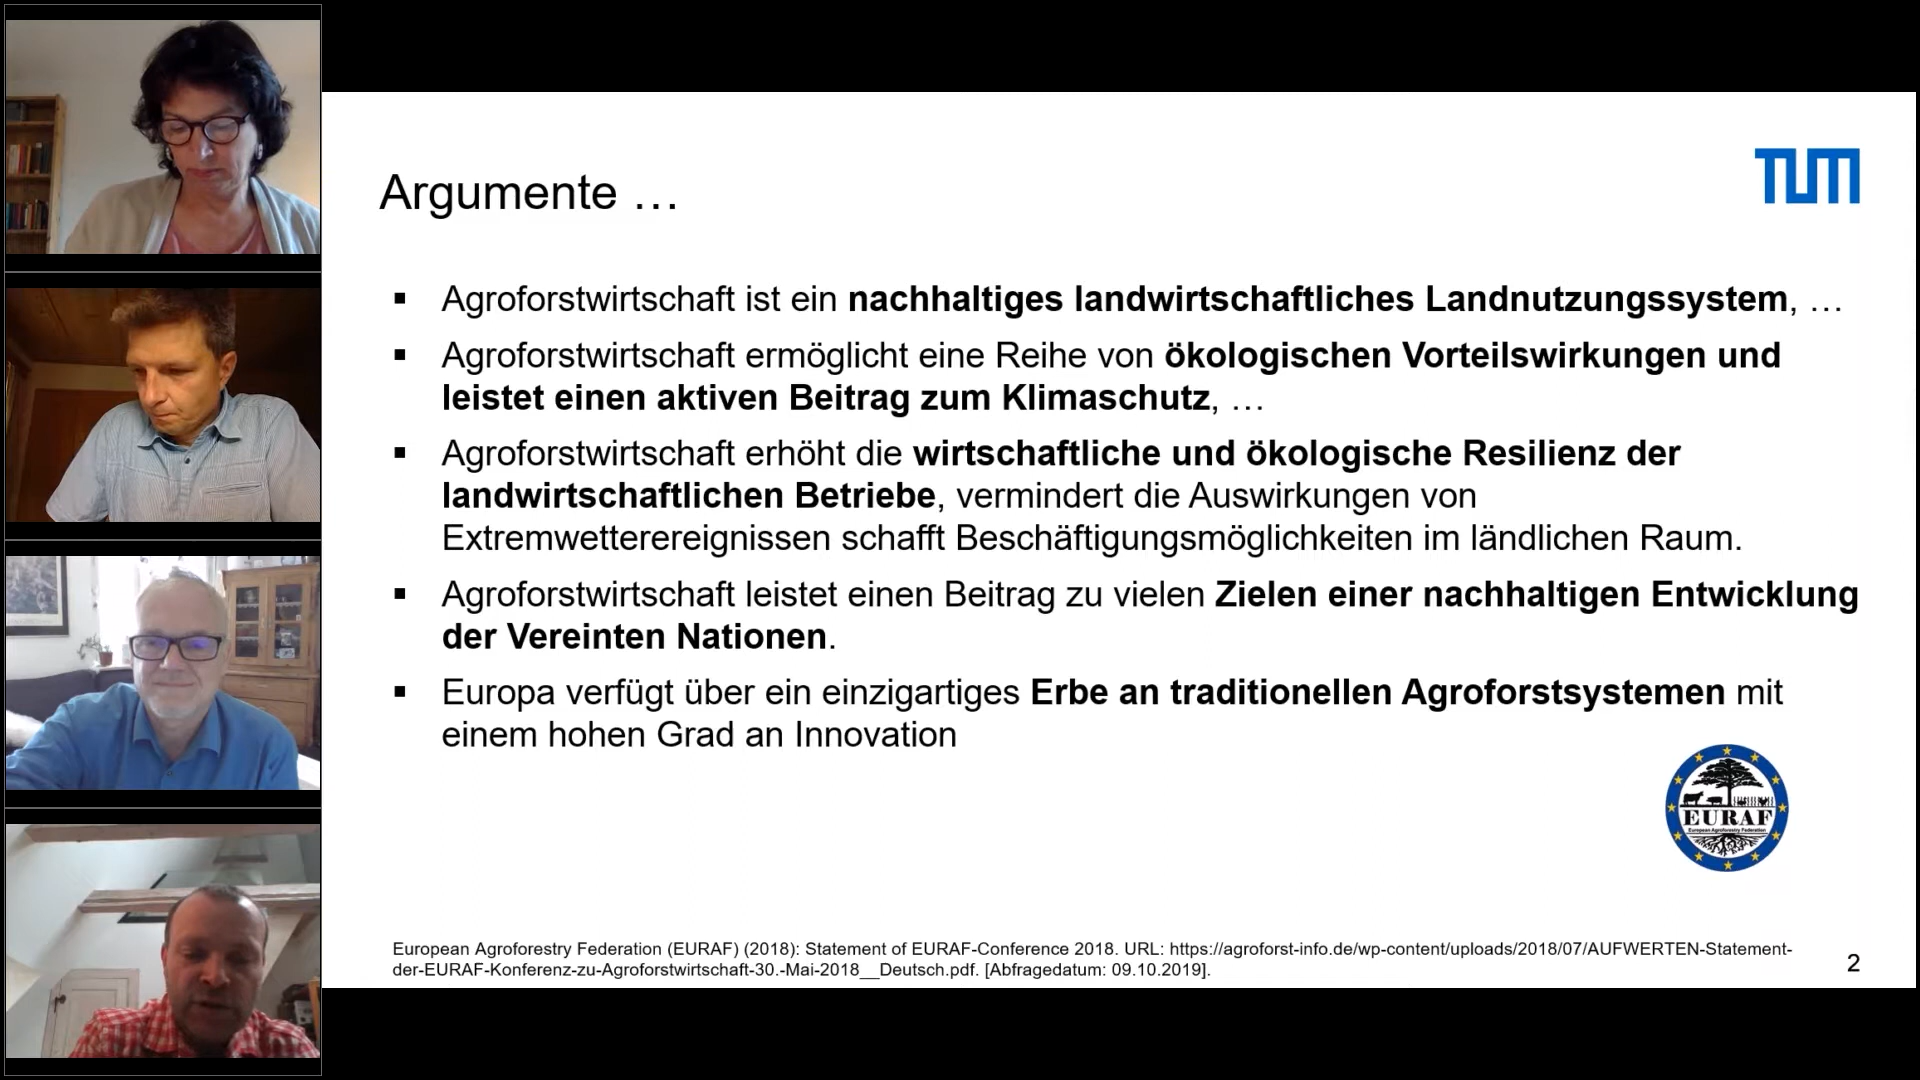 TUM
Argumente …
▪ Agroforstwirtschaft ist ein nachhaltiges landwirtschaftliches Landnutzungssystem, …
▪ Agroforstwirtschaft ermöglicht eine Reihe von ökologischen Vorteilswirkungen und
leistet einen aktiven Beitrag zum Klimaschutz, …
▪ Agroforstwirtschaft erhöht die wirtschaftliche und ökologische Resilienz der
landwirtschaftlichen Betriebe, vermindert die Auswirkungen von
Extremwetterereignissen schafft Beschäftigungsmöglichkeiten im ländlichen Raum.
▪ Agroforstwirtschaft leistet einen Beitrag zu vielen Zielen einer nachhaltigen Entwicklung
der Vereinten Nationen.
▪ Europa verfügt über ein einzigartiges Erbe an traditionellen Agroforstsystemen mit
einem hohen Grad an Innovation
EURAF
European Agroforestry Federation
European Agroforestry Federation (EURAF) (2018): Statement of EURAF-Conference 2018. URL: https://agroforst-info.de/wp-content/uploads/2018/07/AUFWERTEN-Statement-
der-EURAF-Konferenz-zu-Agroforstwirtschaft-30.-Mai-2018__Deutsch.pdf. [Abfragedatum: 09.10.2019].
2